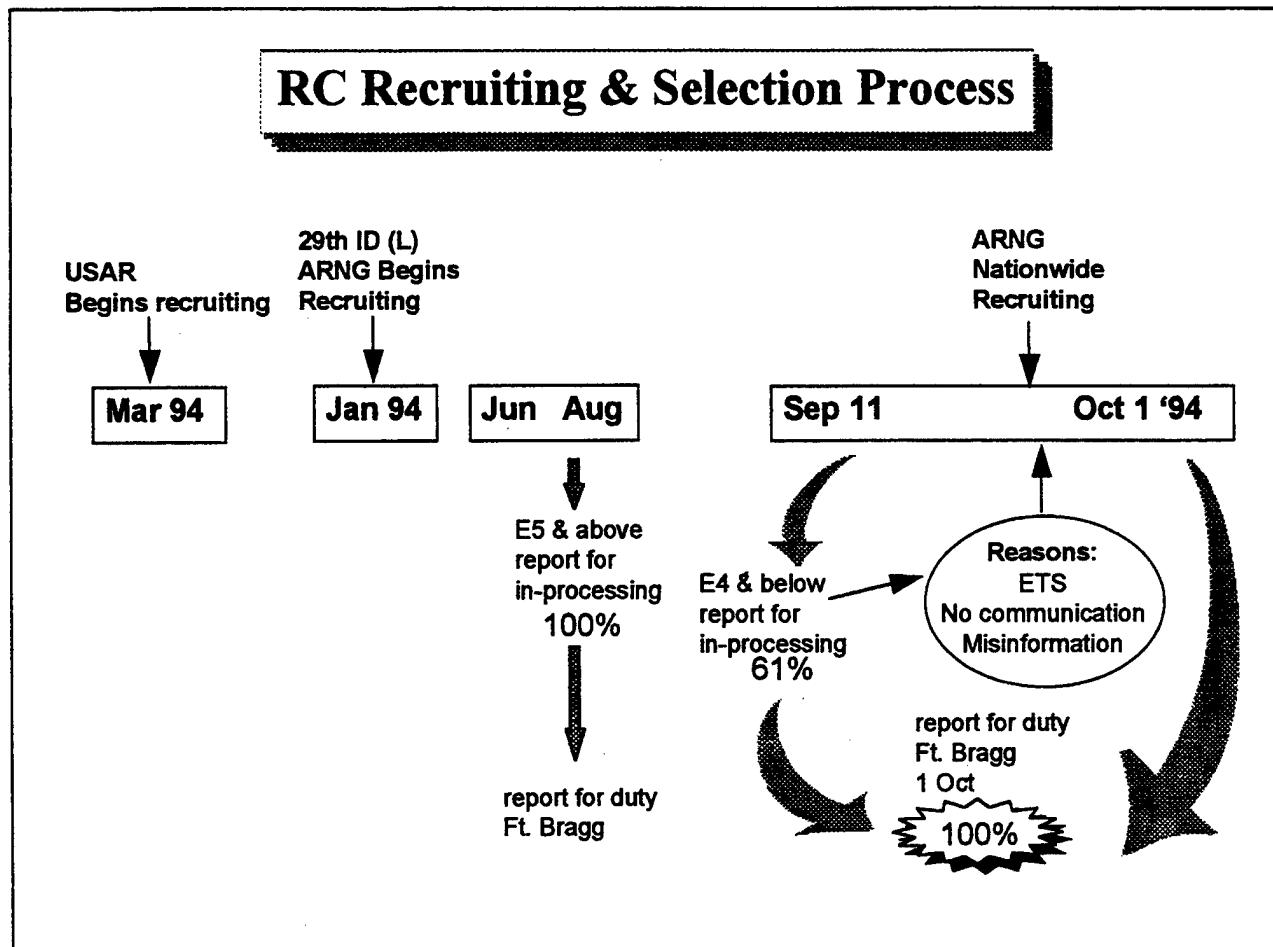 RC Recruiting & Selection Process
USAR
Begins recruiting
29th ID (L)
ARNG Begins
Recruiting
ARNG
Nationwide
Recruiting
Mar 94
Jan 94
Jun Aug
Sep 11 Oct 1 '94
E5 & above
report for
in-processing
100%
report for duty
Ft. Bragg
E4 & below
report for
in-processing
61%
Reasons:
ETS
No communication
Misinformation
report for duty
Ft. Bragg
1 Oct
100%